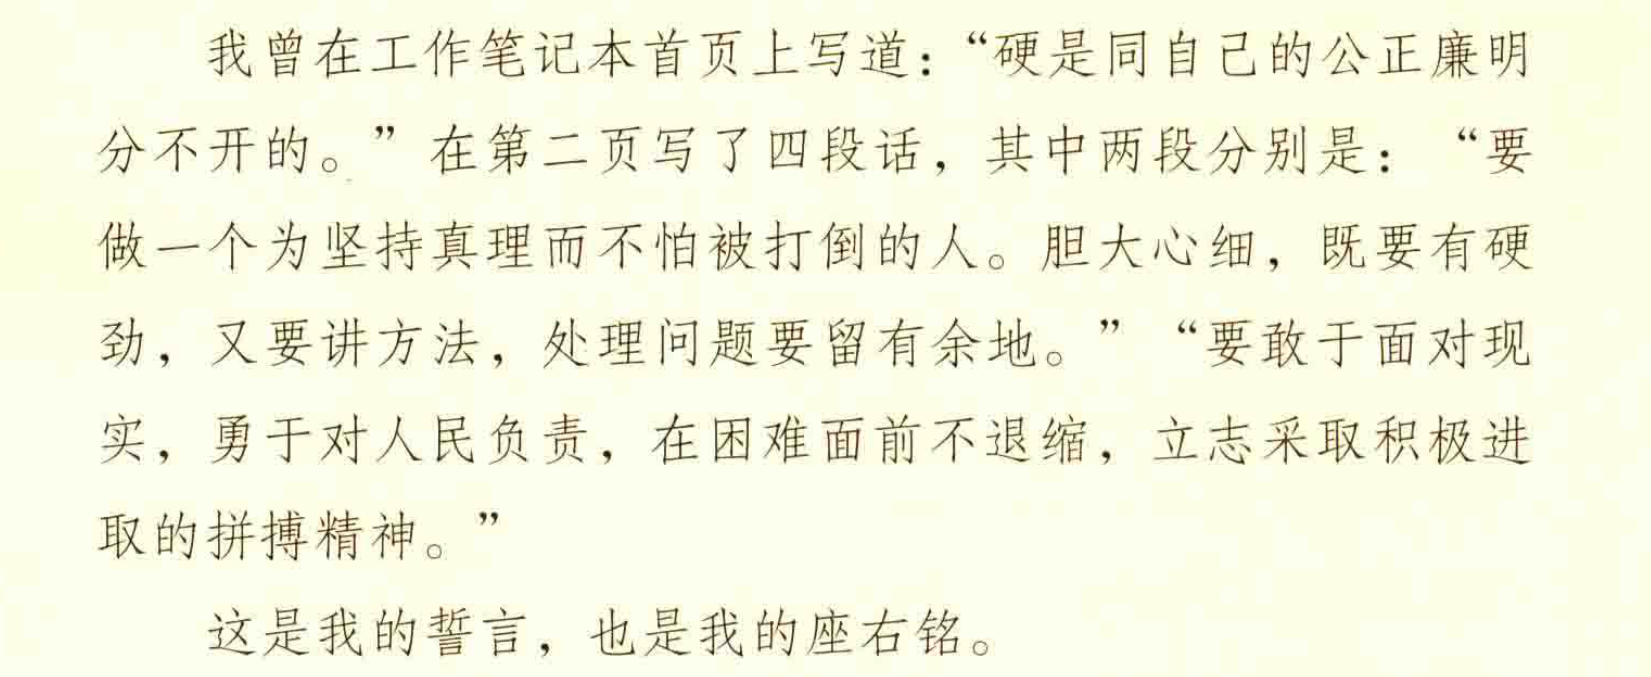 我曾在工作笔记本首页上写道：“硬是同自己的公正廉明
分不开的。”在第二页写了四段话，其中两段分别是：“要
做一个为坚持真理而不怕被打倒的人。胆大心细，既要有硬
劲，又要讲方法，处理问题要留有余地。”“要敢于面对现
实，勇于对人民负责，在困难面前不退缩，立志采取积极进
取的拼搏精神。”
这是我的誓言，也是我的座右铭。